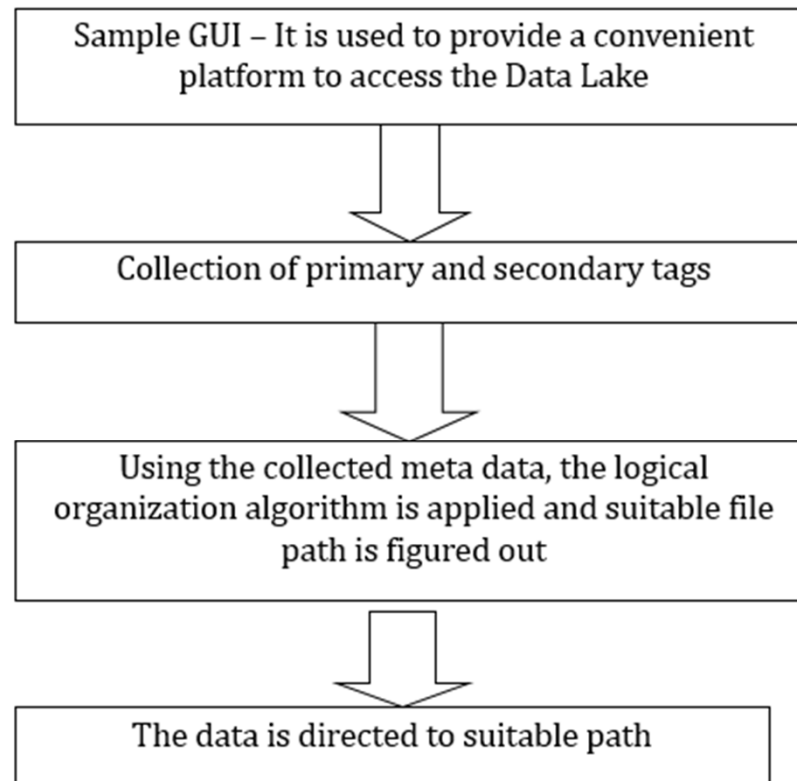 Sample GUI – It is used to provide a convenient
platform to access the Data Lake
Collection of primary and secondary tags
Using the collected meta data, the logical
organization algorithm is applied and suitable file
path is figured out
The data is directed to suitable path